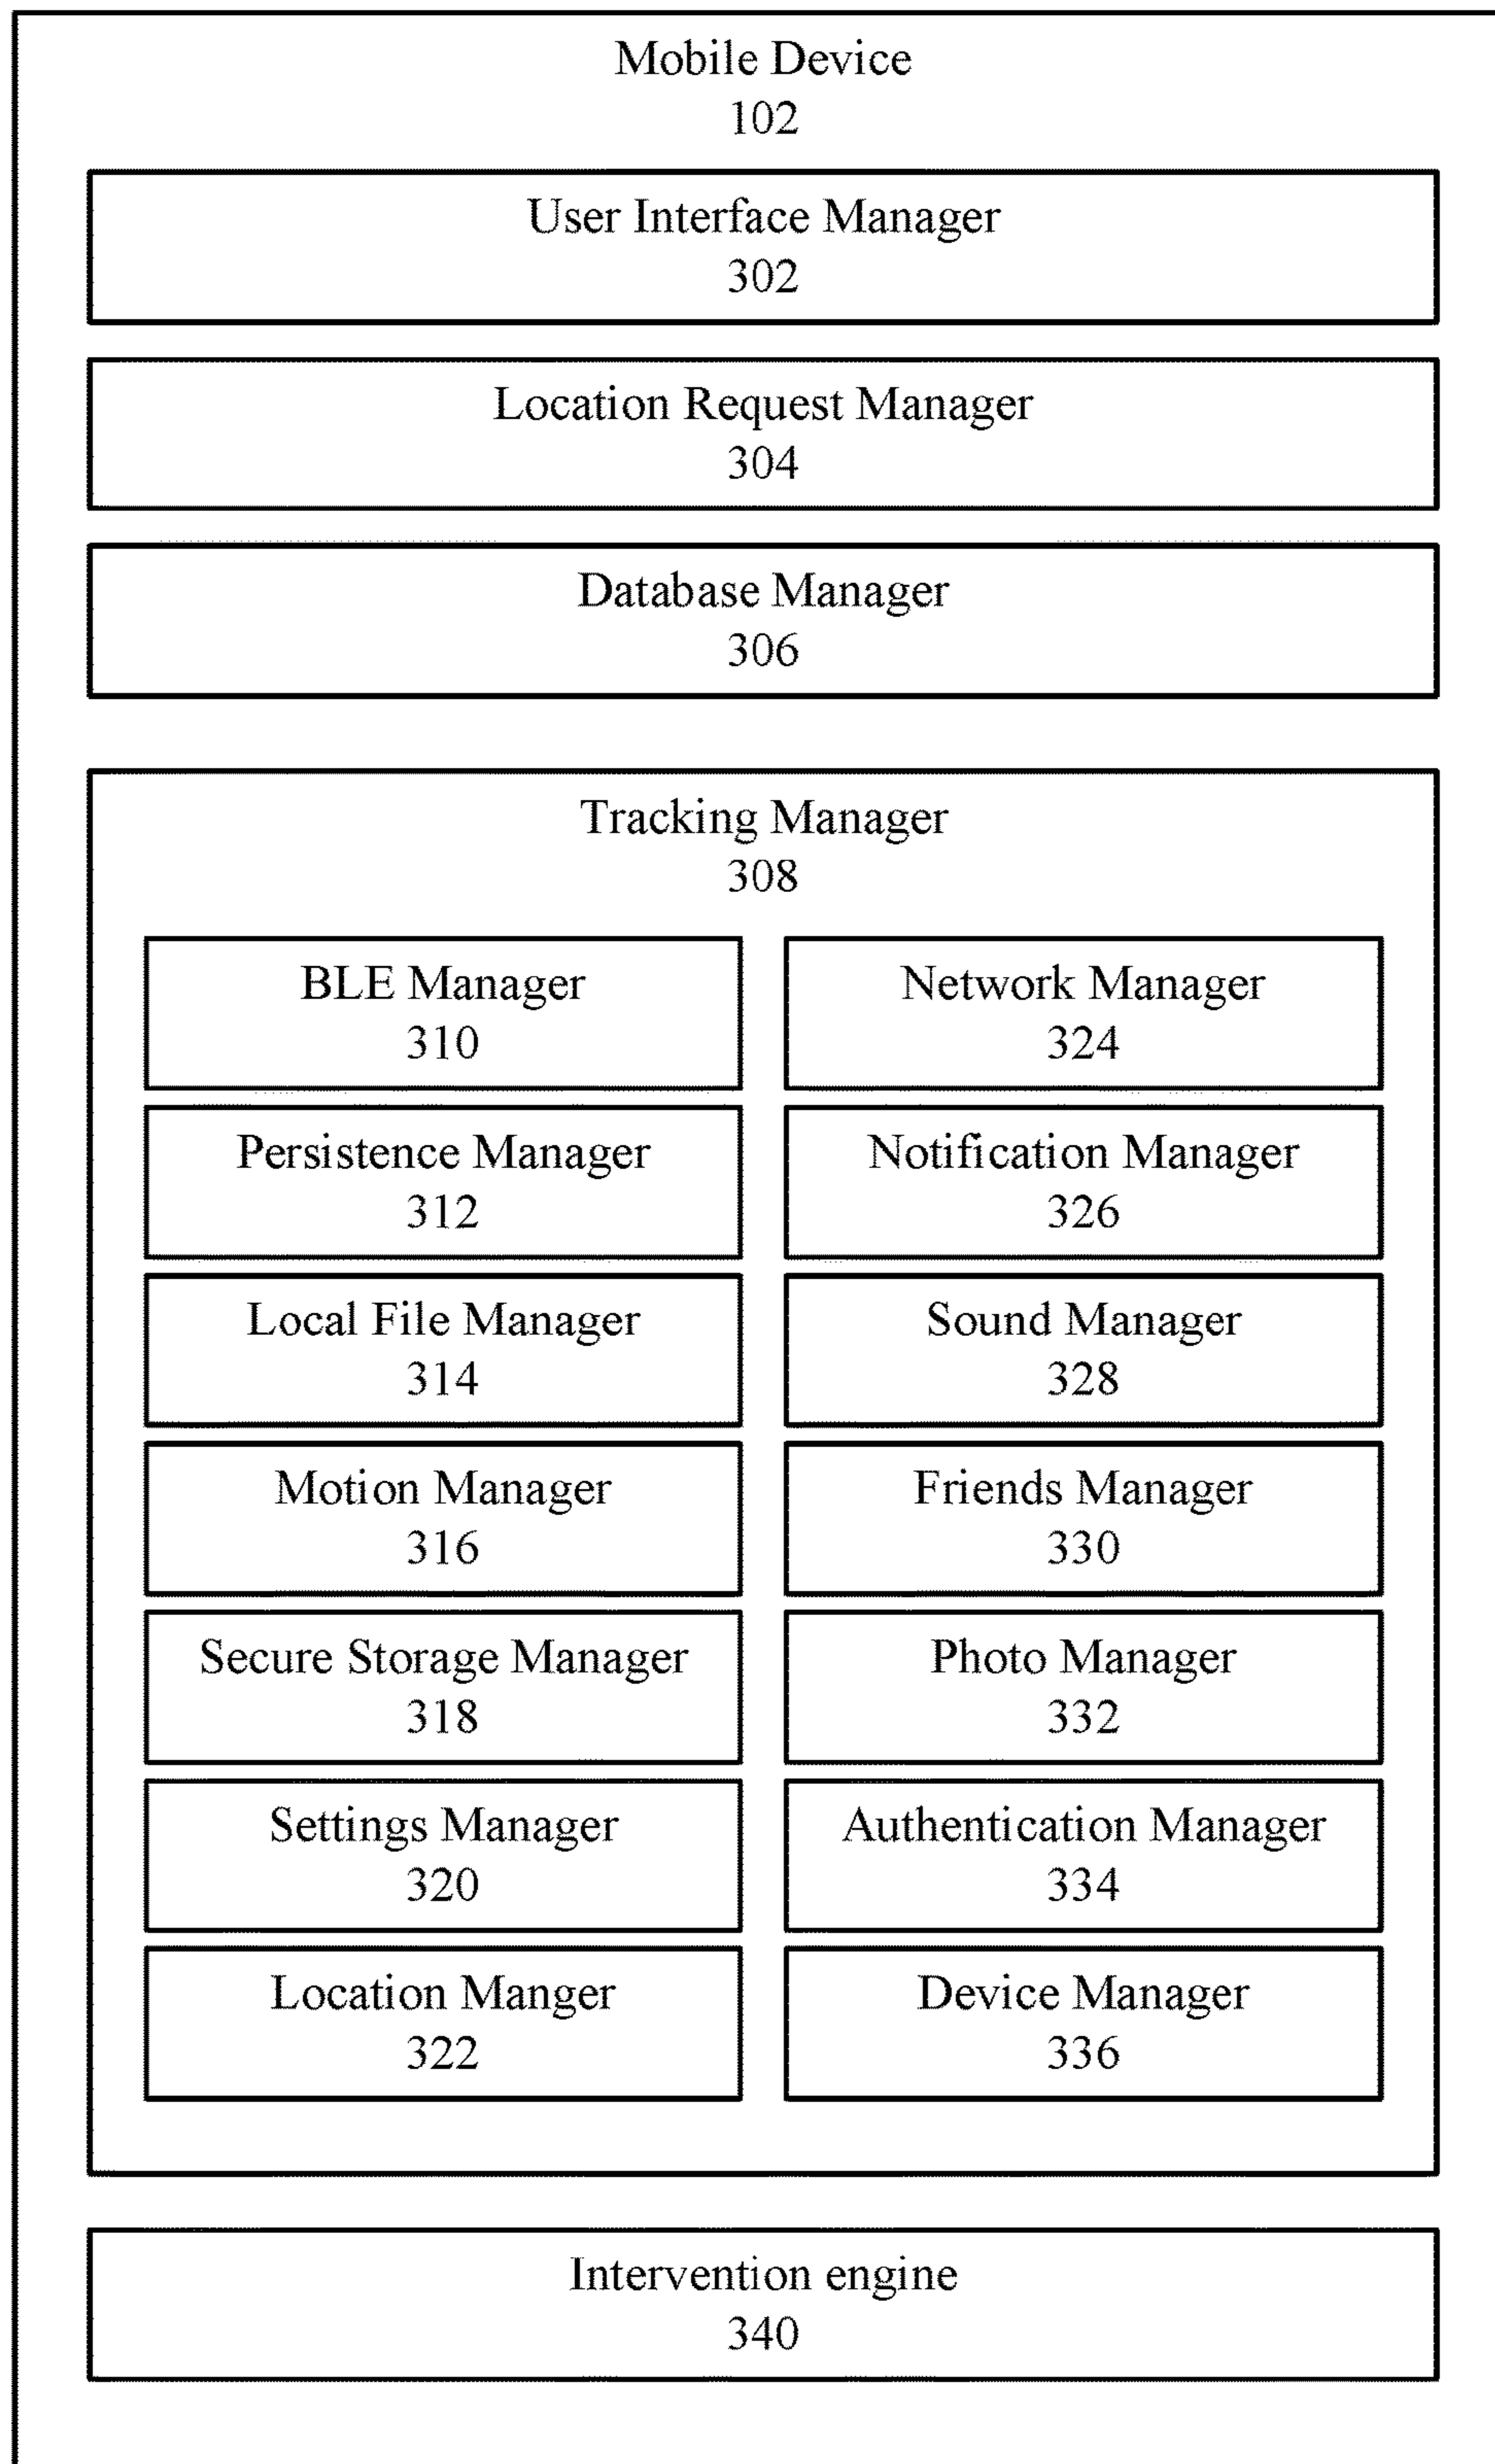 Mobile Device
102
User Interface Manager
302
Location Request Manager
304
Database Manager
306
Tracking Manager
308
BLE Manager
310
Network Manager
324
Persistence Manager
312
Notification Manager
326
Local File Manager
314
Sound Manager
328
Motion Manager
316
Friends Manager
330
Secure Storage Manager
318
Photo Manager
332
Settings Manager
320
Authentication Manager
334
Location Manger
322
Device Manager
336
Intervention engine
340